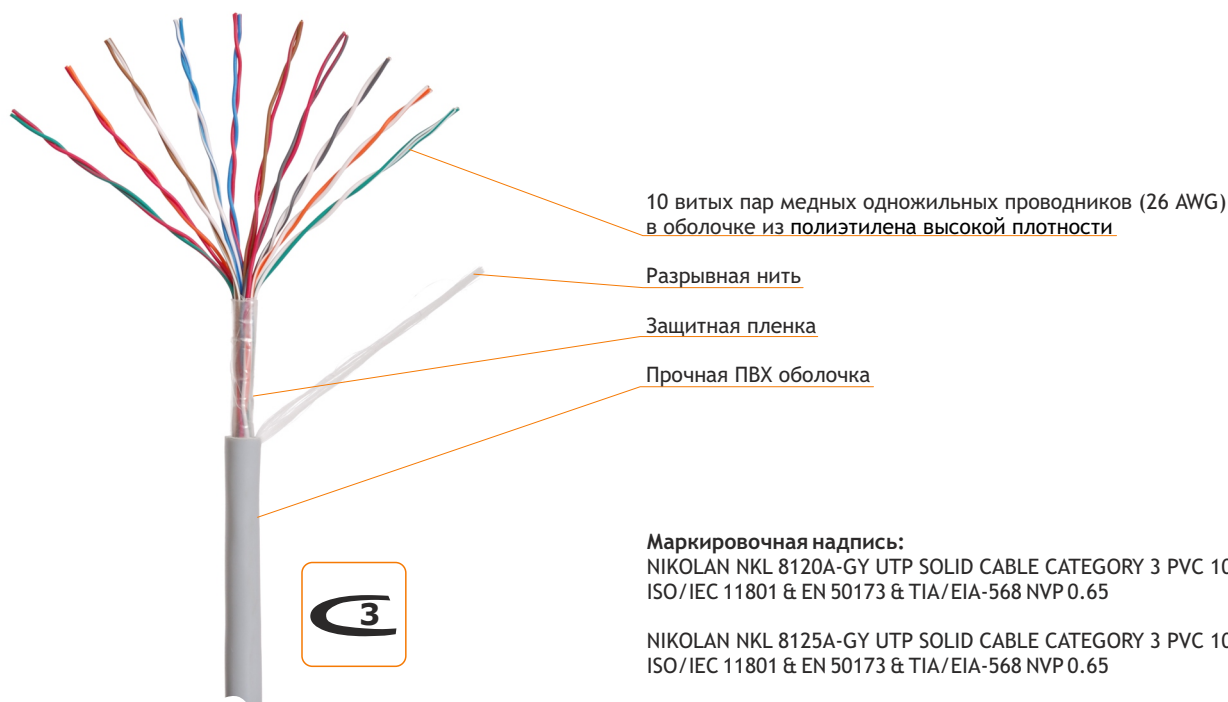 10 витых пар медных одножильных проводников (26 AWG)
в оболочке из полиэтилена высокой плотности
Разрывная нить
Защитная пленка
Прочная ПВХ оболочка
3
Маркировочная надпись:
NIKOLAN NKL 8120A-GY UTP SOLID CABLE CATEGORY 3 PVC 10
ISO/IEC 11801 & EN 50173 & TIA/EIA-568 NVP 0.65
NIKOLAN NKL 8125A-GY UTP SOLID CABLE CATEGORY 3 PVC 10
ISO/IEC 11801 & EN 50173 & TIA/EIA-568 NVP 0.65